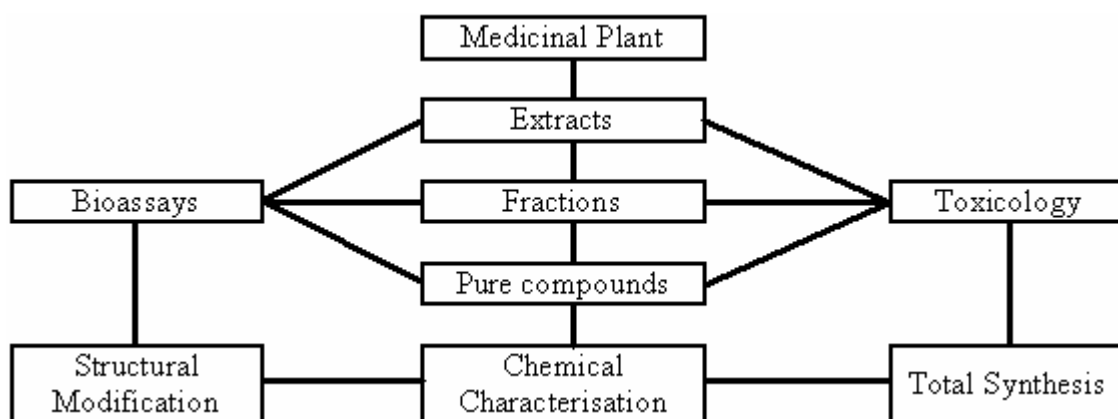 Medicinal Plant
Extracts
Bioassays
Fractions
Toxicology
Pure compounds
Structural
Modification
Chemical
Characterisation
Total Synthesis